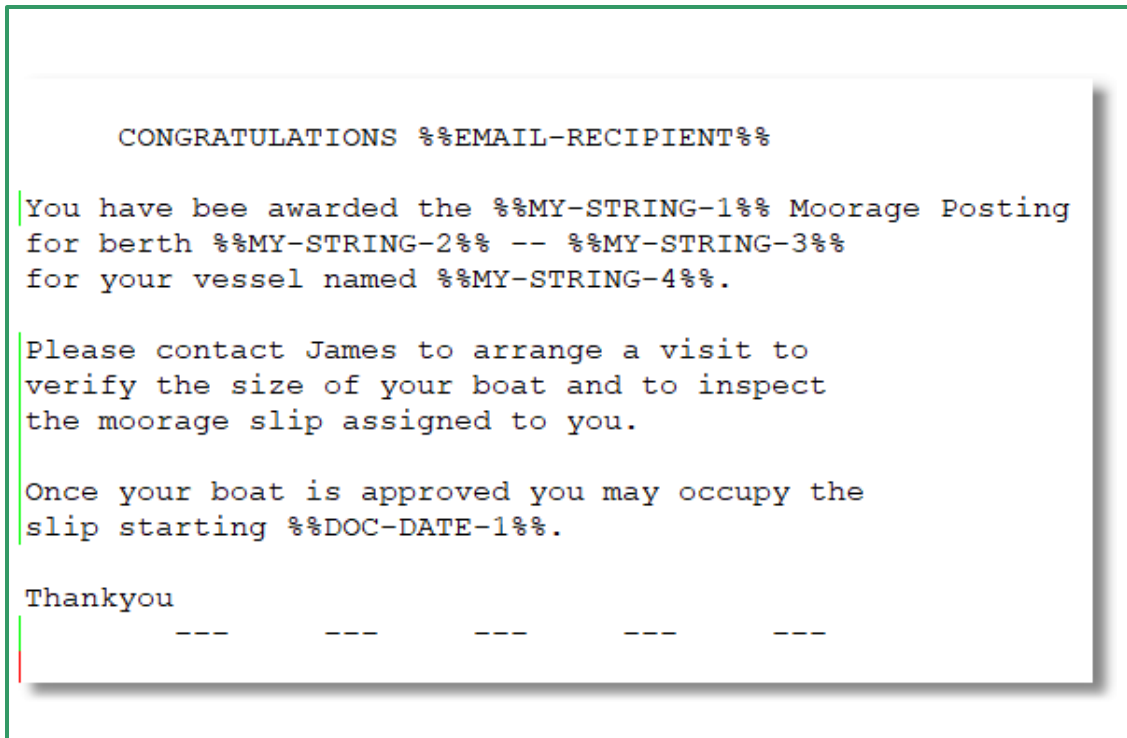 CONGRATULATIONS %%EMAIL-RECIPIENT%%
You have bee awarded the %%MY-STRING-1%% Moorage Posting
for berth %%MY-STRING-2%% -- %%MY-STRING-3%%
for your vessel named %%MY-STRING-4%%.
Please contact James to arrange a visit to
verify the size of your boat and to inspect
the moorage slip assigned to you.
Once your boat is approved you may occupy the
slip starting %%DOC-DATE-1%%.
Thankyou
--- --- --- --- ---